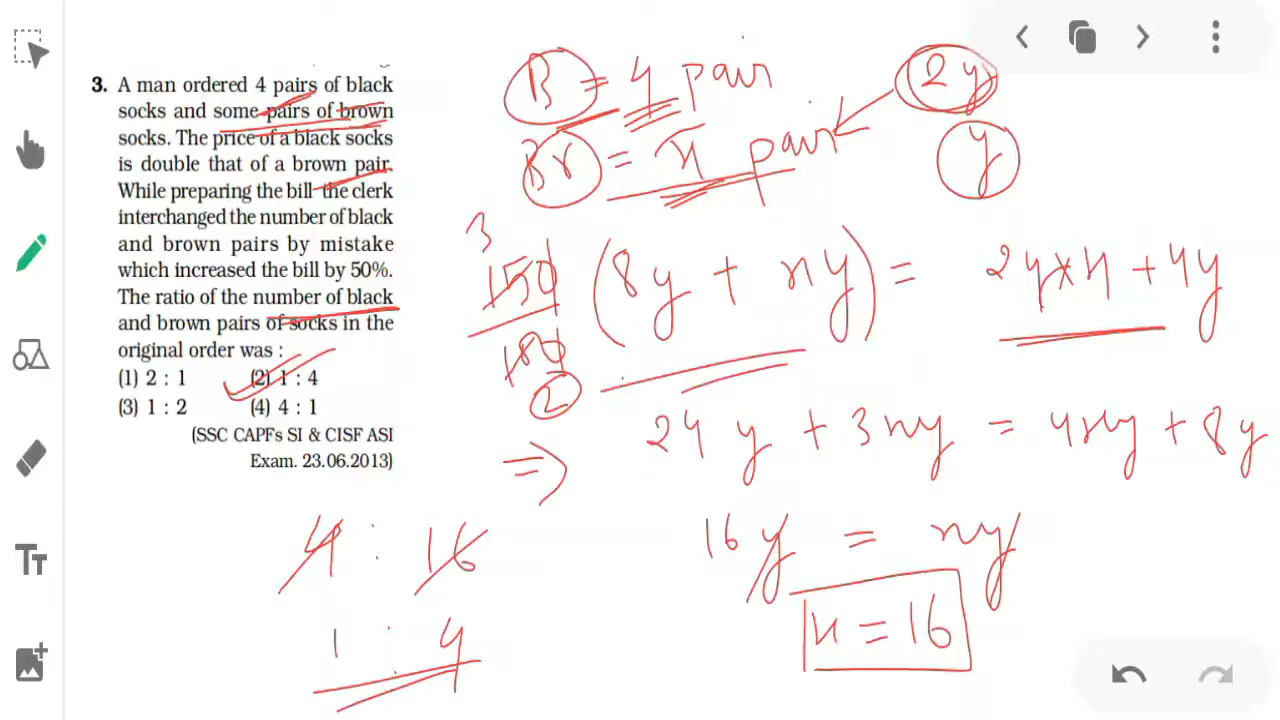 3. A man ordered 4 pairs of black
socks and some pairs of brown
socks. The price of a black socks
is double that of a brown pair.
While preparing the bill the clerk
interchanged the number of black
and brown pairs by mistake
which increased the bill by 50%.
The ratio of the number of black
and brown pairs of socks in the
original order was :
(1) 2 : 1 (2) 1 : 4
(3) 1 : 2 (4) 4 : 1
(SSC CAPFs SI & CISF ASI
Exam. 23.06.2013)
B = 4 pair 2y
Br = x pair y
3
150 (8y + xy) = 2y×x + 4y
100
2
⇒ 24y + 3xy = 4xy + 8y
16y = xy
x = 16
4 : 16
1 : 4
TT